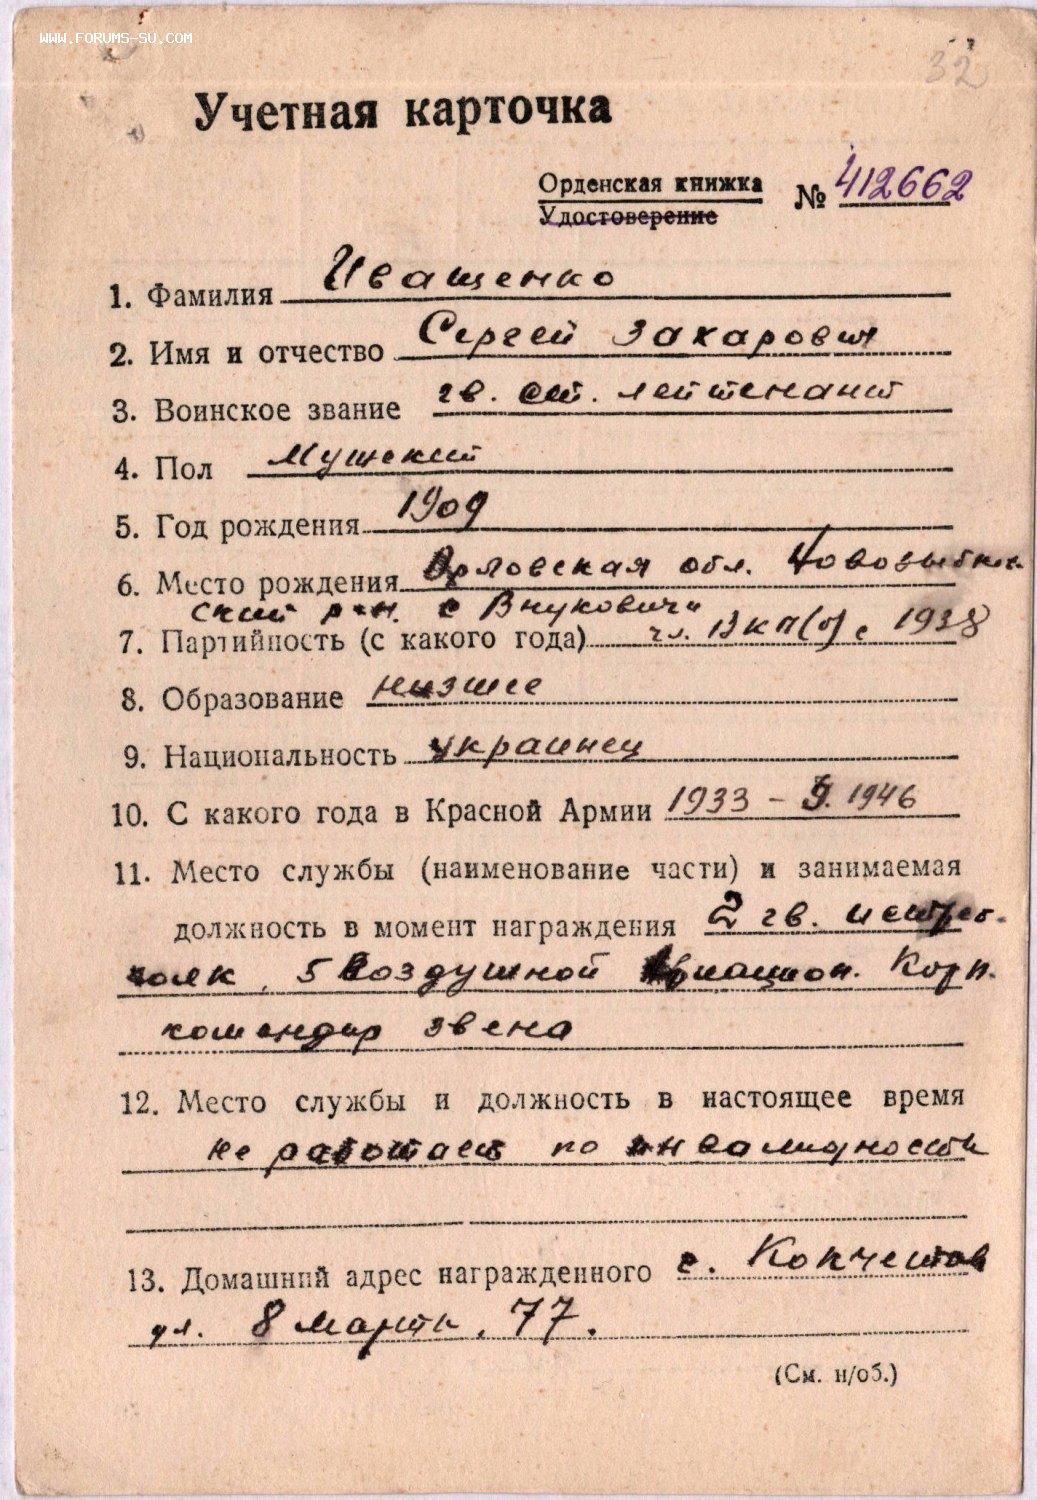 WWW.FORUMS-SU.COM
32
Учетная карточка
Орденская книжка № 412662
Удостоверение
1. Фамилия Иващенко
2. Имя и отчество Сергей Захарович
3. Воинское звание гв. ст. лейтенант
4. Пол Мужский
5. Год рождения 1909
6. Место рождения Орловская обл. Новозыбков
ский р-н. с Внуковичи
7. Партийность (с какого года) чл. ВКП(б) с 1938
8. Образование низшее
9. Национальность украинец
10. С какого года в Красной Армии 1933 - 1946
11. Место службы (наименование части) и занимаемая
должность в момент награждения 2 гв. истреб.
полк, 5 Воздушной Авиацион. Корп.
командир звена
12. Место службы и должность в настоящее время
не работает по инвалидности
13. Домашний адрес награжденного г. Кокчетав
ул. 8 марта, 77.
(См. н/об.)